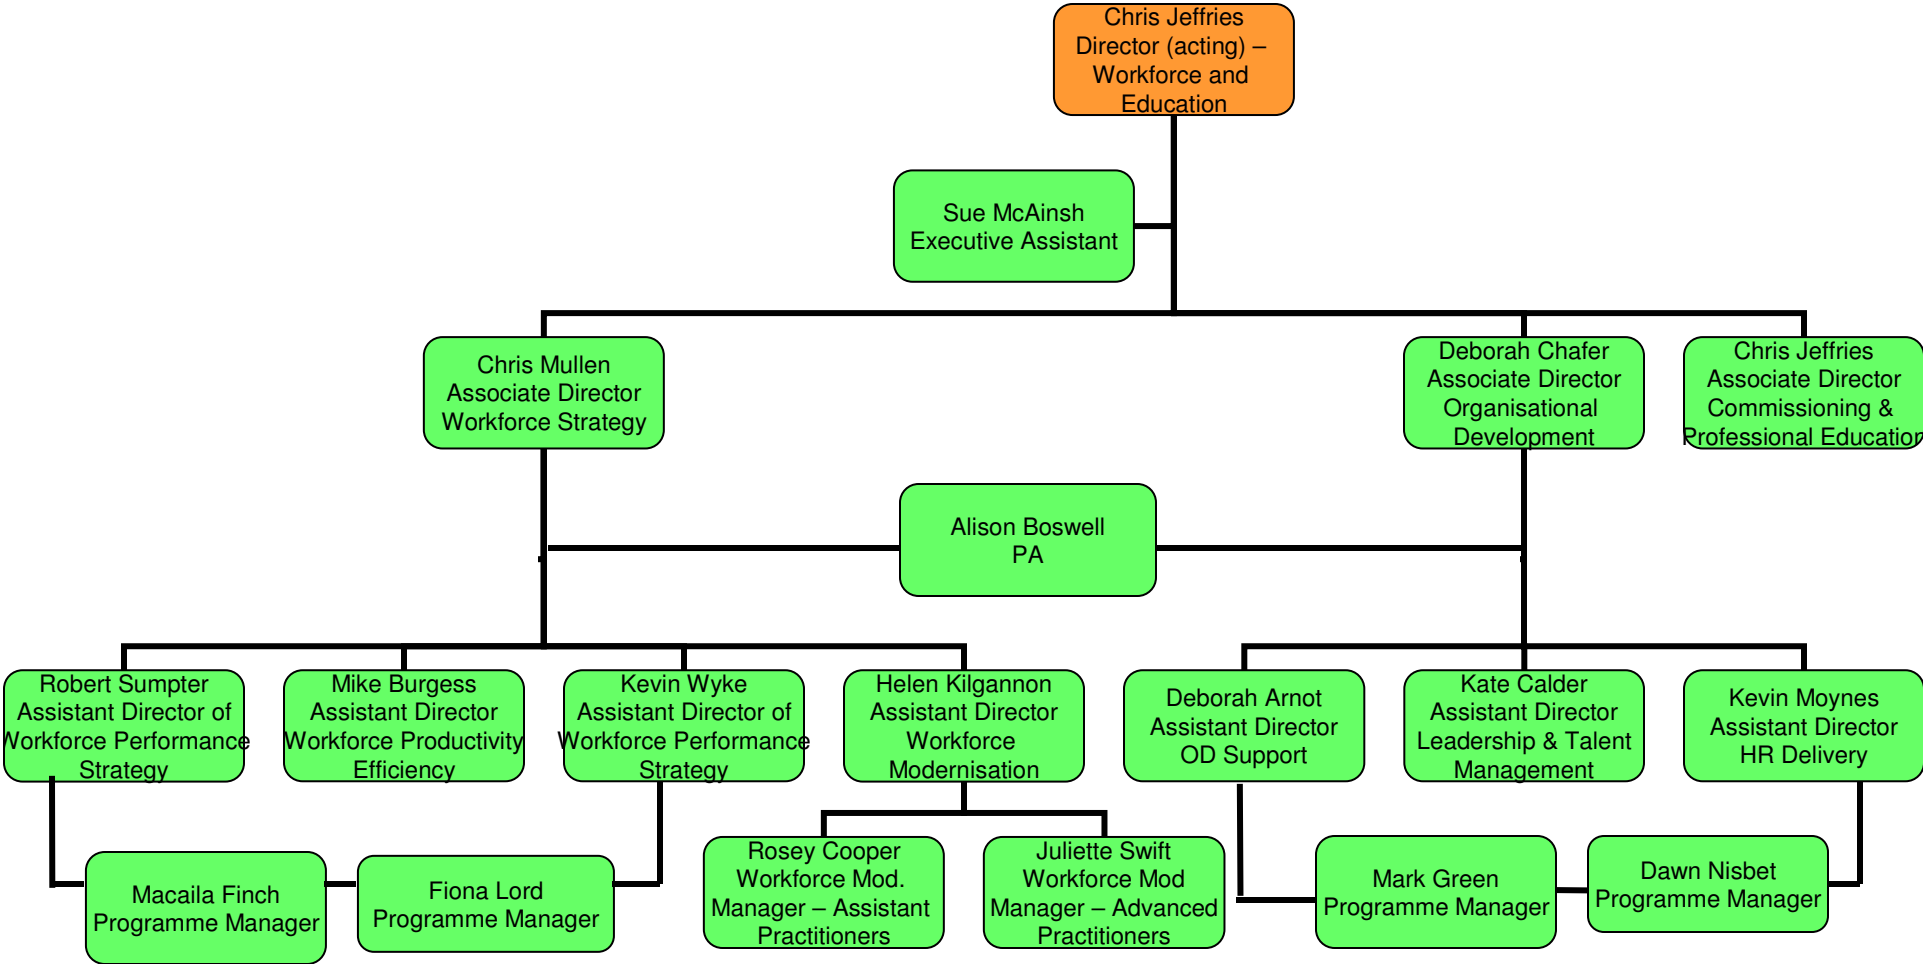 Chris Jeffries
Director (acting) –
Workforce and
Education
Sue McAinsh
Executive Assistant
Chris Mullen
Associate Director
Workforce Strategy
Deborah Chafer
Associate Director
Organisational
Development
Chris Jeffries
Associate Director
Commissioning &
Professional Education
Alison Boswell
PA
Robert Sumpter
Assistant Director of
Workforce Performance
Strategy
Mike Burgess
Assistant Director
Workforce Productivity
Efficiency
Kevin Wyke
Assistant Director of
Workforce Performance
Strategy
Helen Kilgannon
Assistant Director
Workforce
Modernisation
Deborah Arnot
Assistant Director
OD Support
Kate Calder
Assistant Director
Leadership & Talent
Management
Kevin Moynes
Assistant Director
HR Delivery
Macaila Finch
Programme Manager
Fiona Lord
Programme Manager
Rosey Cooper
Workforce Mod.
Manager – Assistant
Practitioners
Juliette Swift
Workforce Mod
Manager – Advanced
Practitioners
Mark Green
Programme Manager
Dawn Nisbet
Programme Manager